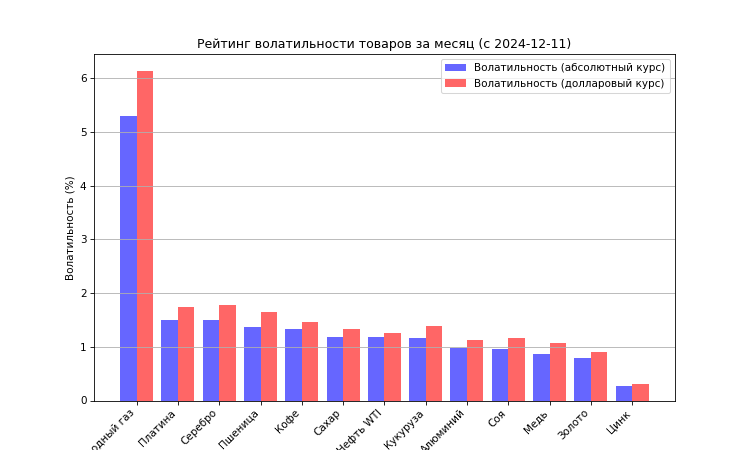 Рейтинг волатильности товаров за месяц (с 2024-12-11)
Волатильность (абсолютный курс)
Волатильность (долларовый курс)
Волатильность (%)
6
5
4
3
2
1
0
одный газ
Платина
Серебро
Пшеница
Кофе
Сахар
Нефть WTI
Кукуруза
Алюминий
Соя
Медь
Золото
Цинк